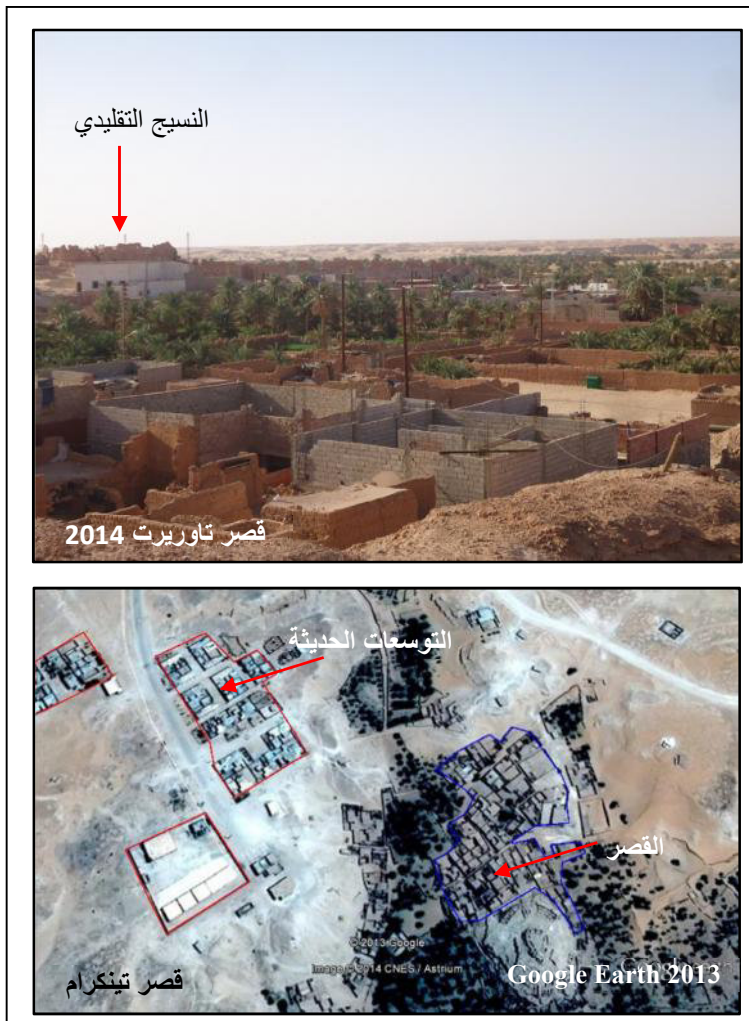 النسيج التقليدي
قصر تاوريرت 2014
التوسعات الحديثة
القصر
© 2013 Google
Image © 2014 CNES / Astrium
Google Earth 2013
قصر تينكرام